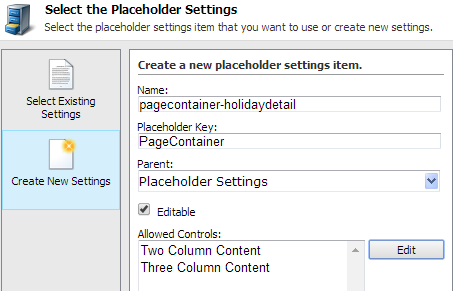 Select the Placeholder Settings
Select the placeholder settings item that you want to use or create new settings.
Select Existing
Settings
Create New Settings
Create a new placeholder settings item.
Name:
pagecontainer-holidaydetail
Placeholder Key:
PageContainer
Parent:
Placeholder Settings
Editable
Allowed Controls:
Two Column Content
Three Column Content
Edit